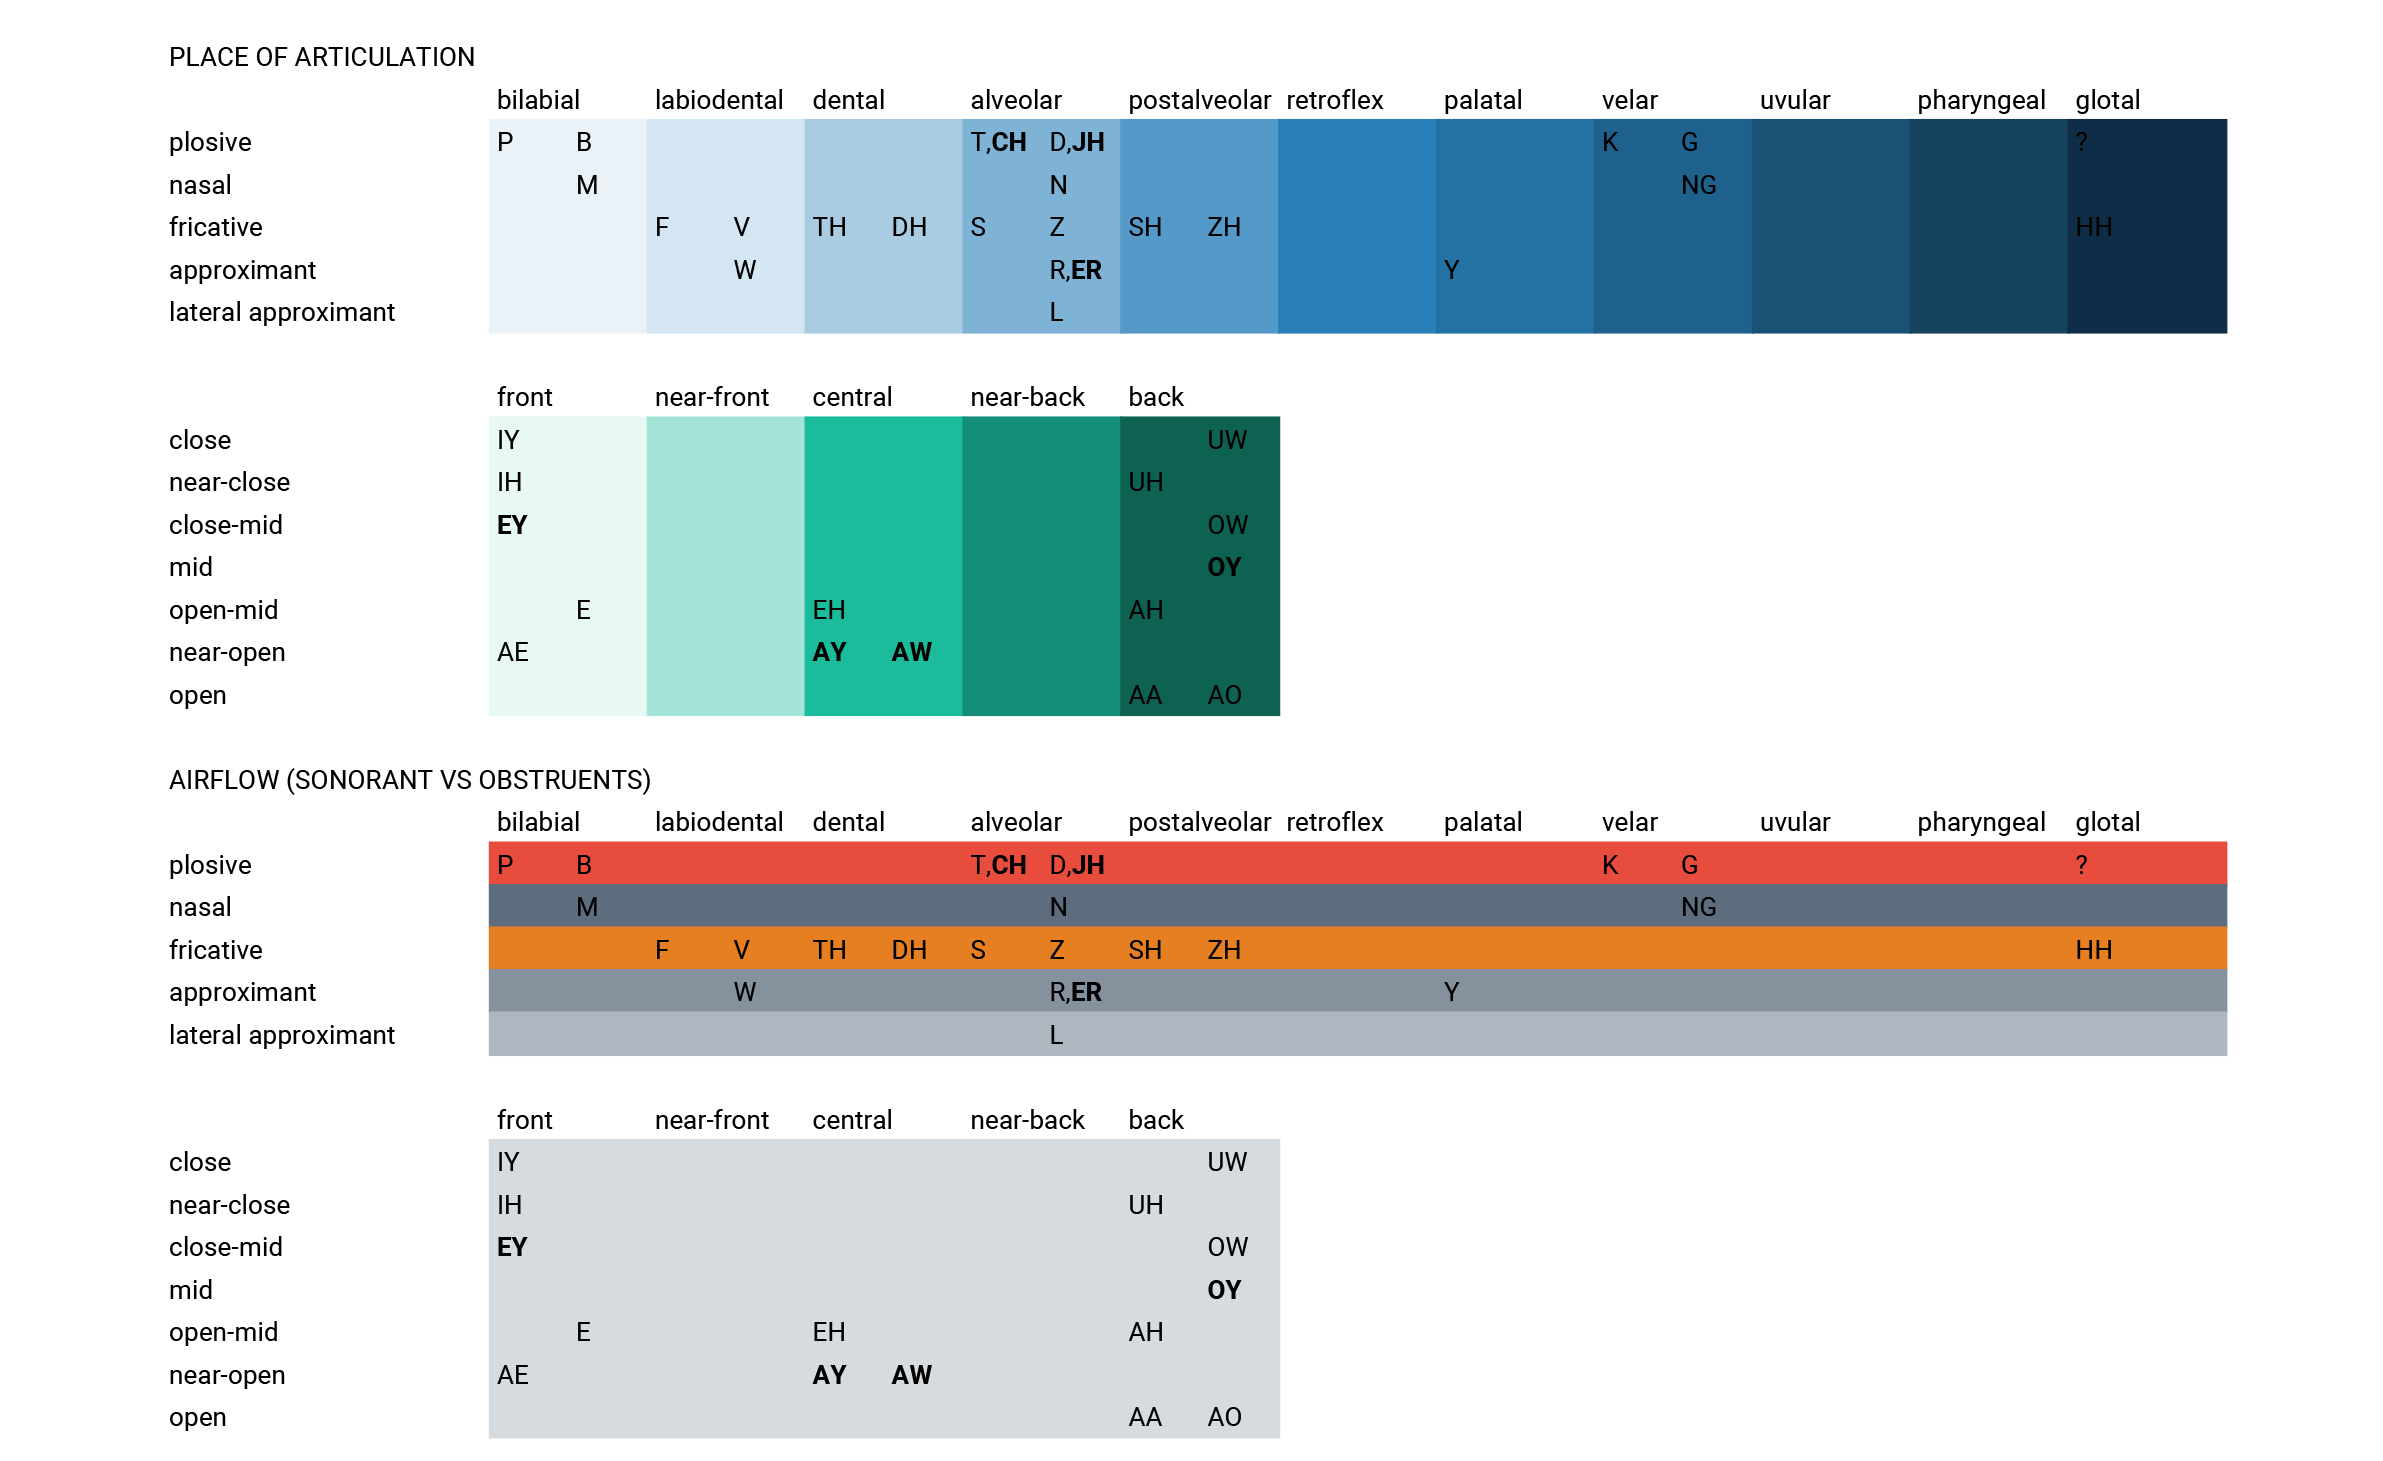 PLACE OF ARTICULATION
bilabial labiodental dental alveolar postalveolar retroflex palatal velar uvular pharyngeal glotal
plosive P B T,CH D,JH K G ?
nasal M N NG
fricative F V TH DH S Z SH ZH HH
approximant W R,ER Y
lateral approximant L
front near-front central near-back back
close IY UW
near-close IH UH
close-mid EY OW
mid OY
open-mid E EH AH
near-open AE AY AW
open AA AO
AIRFLOW (SONORANT VS OBSTRUENTS)
bilabial labiodental dental alveolar postalveolar retroflex palatal velar uvular pharyngeal glotal
plosive P B T,CH D,JH K G ?
nasal M N NG
fricative F V TH DH S Z SH ZH HH
approximant W R,ER Y
lateral approximant L
front near-front central near-back back
close IY UW
near-close IH UH
close-mid EY OW
mid OY
open-mid E EH AH
near-open AE AY AW
open AA AO